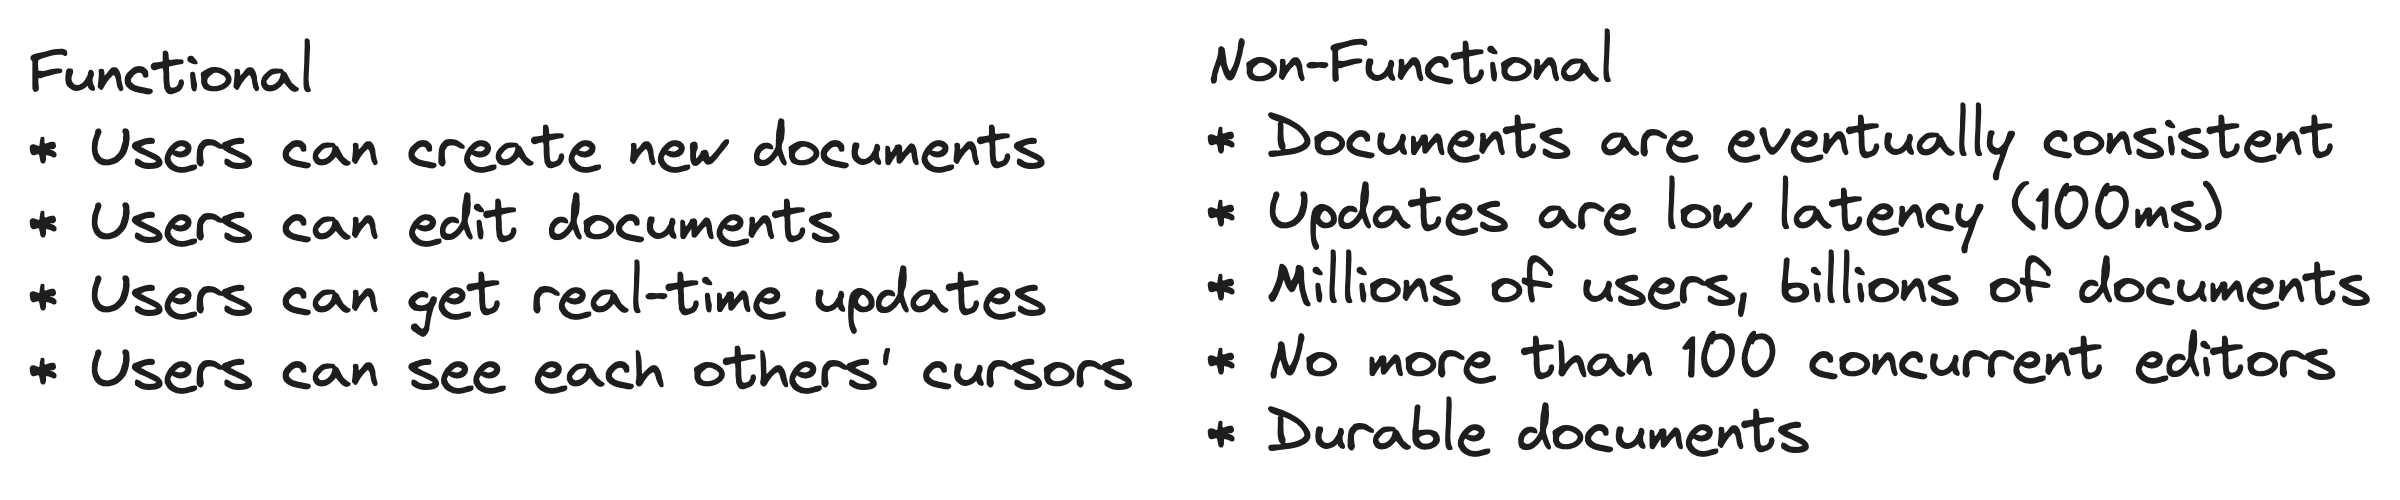 Functional
* Users can create new documents
* Users can edit documents
* Users can get real-time updates
* Users can see each others' cursors
Non-Functional
* Documents are eventually consistent
* Updates are low latency (100ms)
* Millions of users, billions of documents
* No more than 100 concurrent editors
* Durable documents